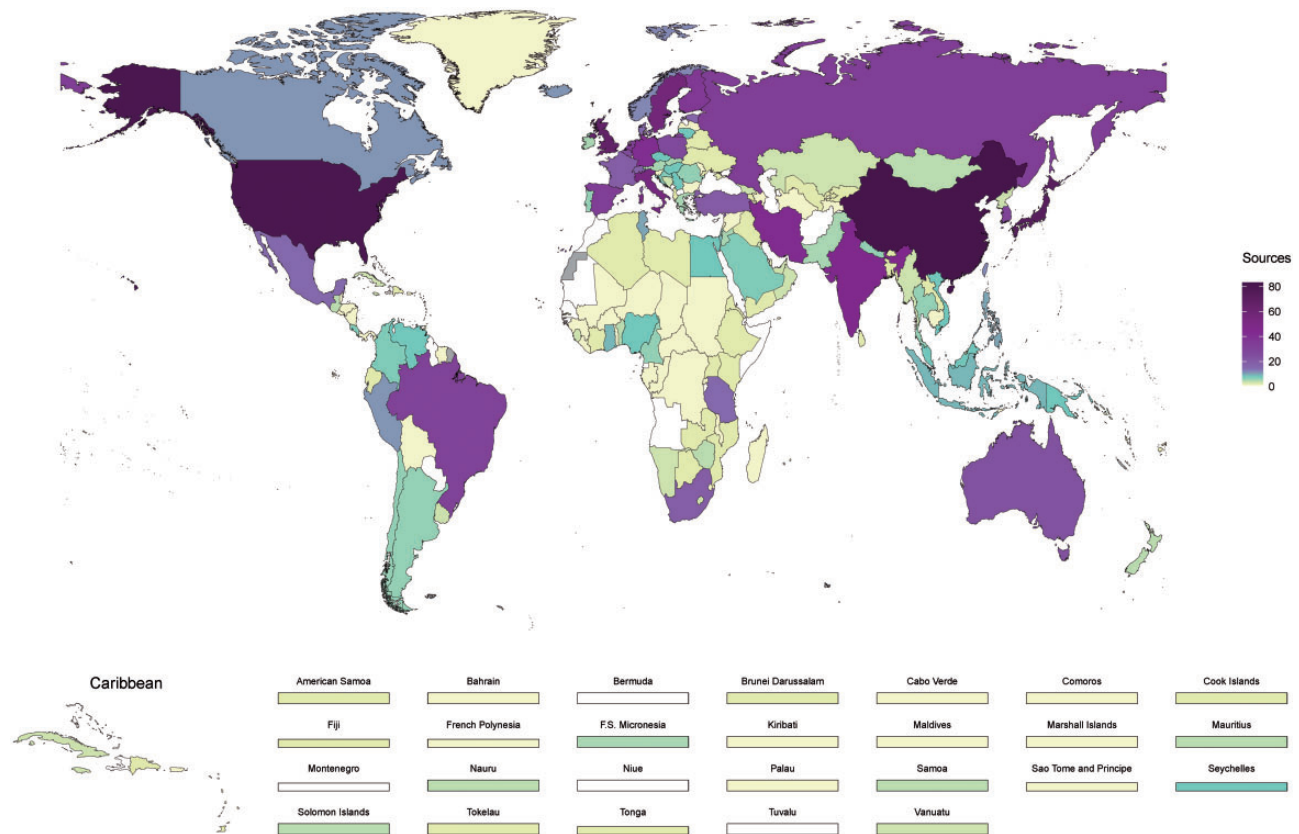 Sources
80
60
40
20
0
Caribbean
American Samoa
Bahrain
Bermuda
Brunei Darussalam
Cabo Verde
Comoros
Cook Islands
Fiji
French Polynesia
F.S. Micronesia
Kiribati
Maldives
Marshall Islands
Mauritius
Montenegro
Nauru
Niue
Palau
Samoa
Sao Tome and Principe
Seychelles
Solomon Islands
Tokelau
Tonga
Tuvalu
Vanuatu